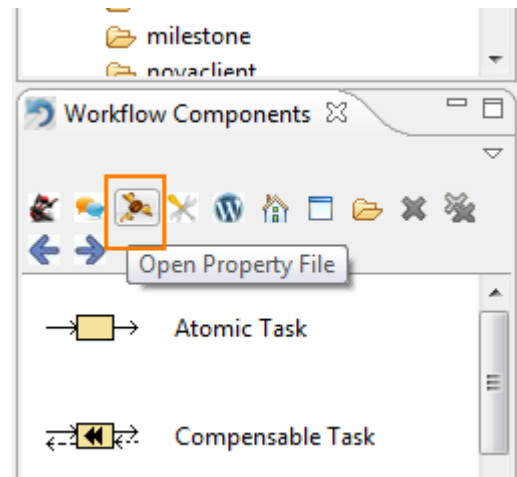 milestone
novaclient
Workflow Components
Open Property File
Atomic Task
Compensable Task